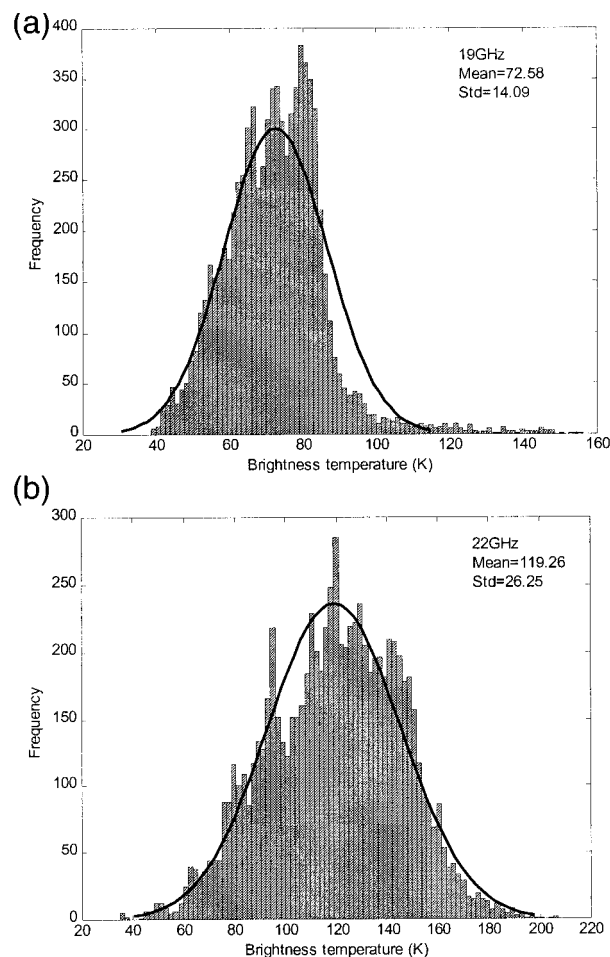 (a)
400
350
300
250
200
150
100
50
0
Frequency
19GHz
Mean=72.58
Std=14.09
20 40 60 80 100 120 140 160
Brightness temperature (K)
(b)
300
250
200
150
100
50
0
Frequency
22GHz
Mean=119.26
Std=26.25
20 40 60 80 100 120 140 160 180 200 220
Brightness temperature (K)